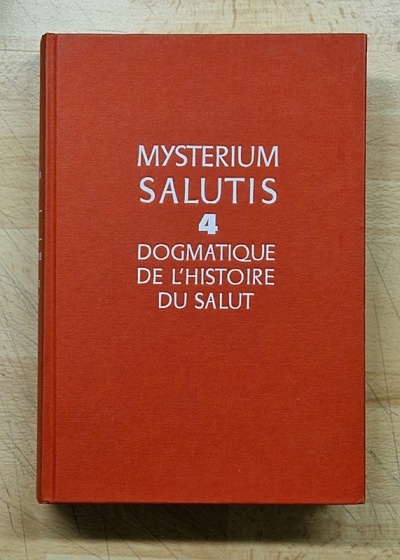 MYSTERIUM
SALUTIS
4
DOGMATIQUE
DE L'HISTOIRE
DU SALUT